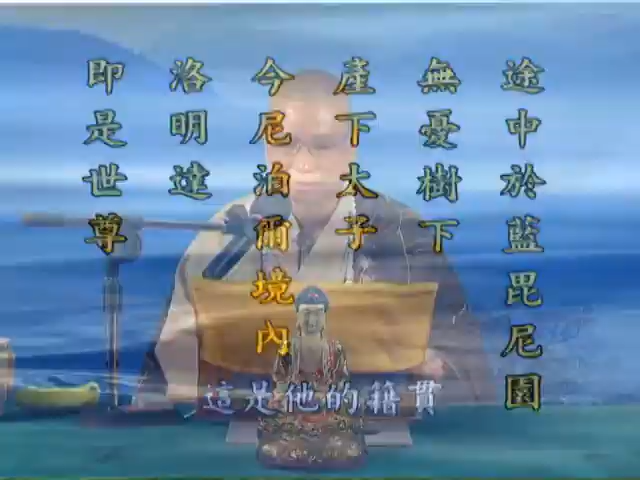 途中於藍毘尼園
無憂樹下
產下太子
今尼泊爾境內
洛明達
即是世尊
這是他的籍貫